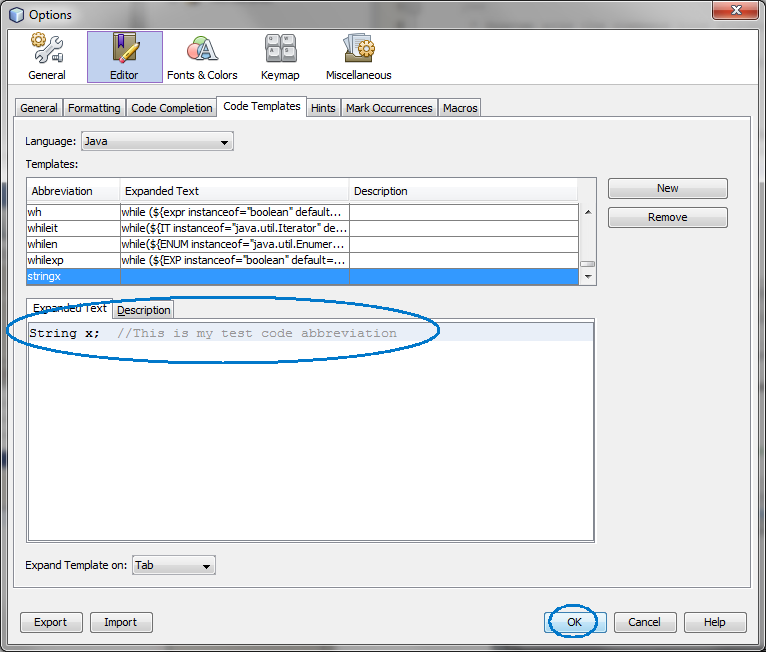 Options
General Editor Fonts & Colors Keymap Miscellaneous
General Formatting Code Completion Code Templates Hints Mark Occurrences Macros
Language: Java
Templates:
Abbreviation Expanded Text Description
New
Remove
wh while (${expr instanceof="boolean" default...
whileit while(${IT instanceof="java.util.Iterator" de...
whilen while(${ENUM instanceof="java.util.Enumer...
whilexp while (${EXP instanceof="boolean" default=...
stringx
Expanded Text Description
String x; //This is my test code abbreviation
Expand Template on: Tab
Export Import OK Cancel Help